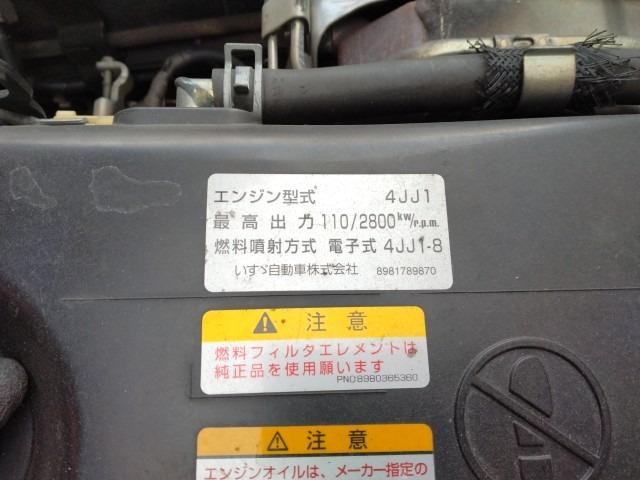 エンジン型式 4JJ1
最高出力 110/2800kW/r.p.m.
燃料噴射方式 電子式 4JJ1-8
いすゞ自動車株式会社 8981789870
⚠ 注意
燃料フィルタエレメントは
純正品を使用願います
PNO:8980365360
⚠ 注意
エンジンオイルは、メーカー指定の